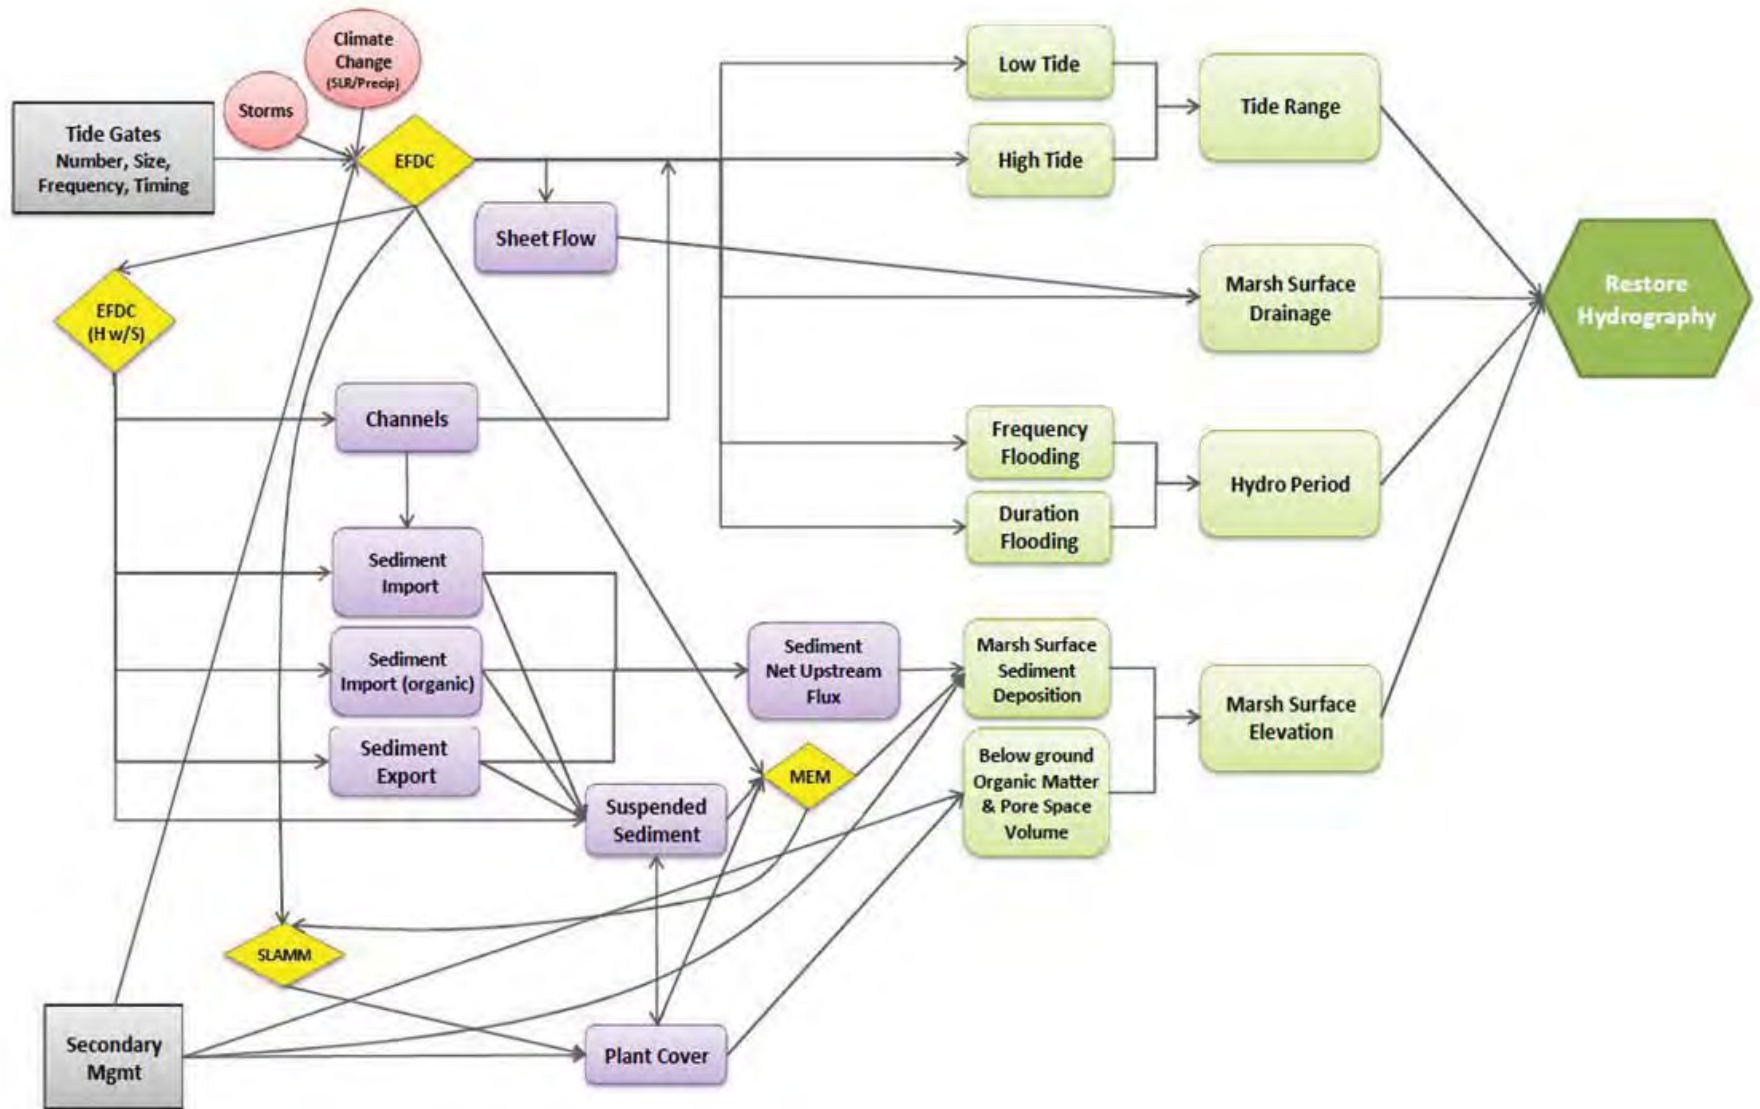 Climate
Change
(SLR/Precip)
Storms
Tide Gates
Number, Size,
Frequency, Timing
EFDC
Low Tide
High Tide
Tide Range
Sheet Flow
EFDC
(H w/S)
Marsh Surface
Drainage
Restore
Hydrography
Channels
Frequency
Flooding
Duration
Flooding
Hydro Period
Sediment
Import
Sediment
Import (organic)
Sediment
Export
Sediment
Net Upstream
Flux
Marsh Surface
Sediment
Deposition
Marsh Surface
Elevation
MEM
Below ground
Organic Matter
& Pore Space
Volume
Suspended
Sediment
SLAMM
Secondary
Mgmt
Plant Cover